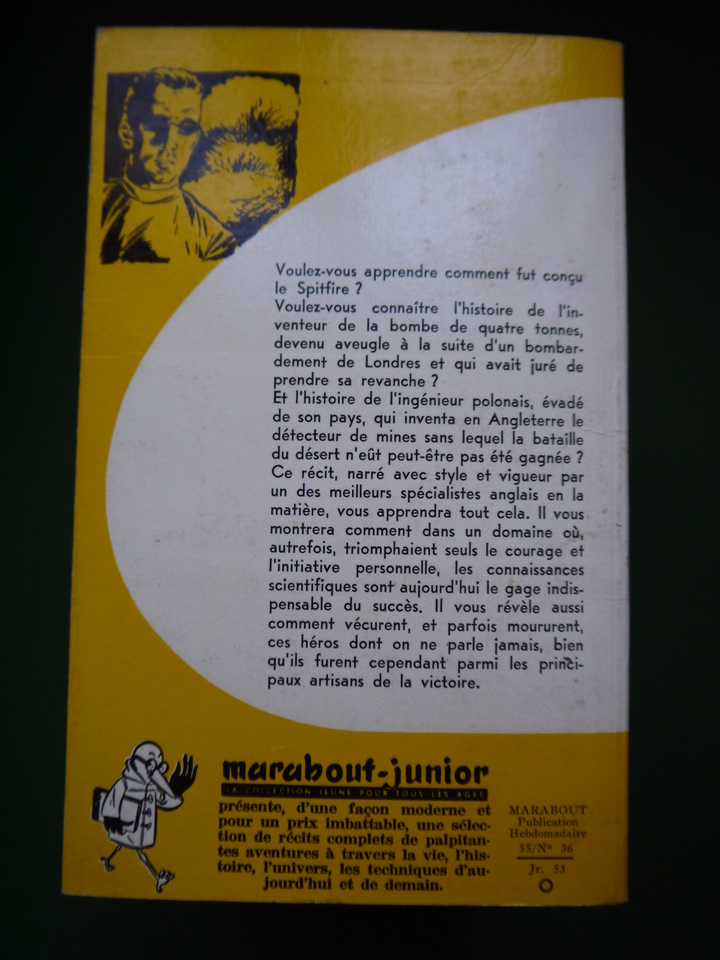 Voulez-vous apprendre comment fut conçu
le Spitfire ?
Voulez-vous connaître l'histoire de l'in-
venteur de la bombe de quatre tonnes,
devenu aveugle à la suite d'un bombar-
dement de Londres et qui avait juré de
prendre sa revanche ?
Et l'histoire de l'ingénieur polonais, évadé
de son pays, qui inventa en Angleterre le
détecteur de mines sans lequel la bataille
du désert n'eût peut-être pas été gagnée ?
Ce récit, narré avec style et vigueur par
un des meilleurs spécialistes anglais en la
matière, vous apprendra tout cela. Il vous
montrera comment dans un domaine où,
autrefois, triomphaient seuls le courage et
l'initiative personnelle, les connaissances
scientifiques sont aujourd'hui le gage indis-
pensable du succès. Il vous révèle aussi
comment vécurent, et parfois moururent,
ces héros dont on ne parle jamais, bien
qu'ils furent cependant parmi les princi-
paux artisans de la victoire.
marabout-junior
LA COLLECTION JEUNE POUR TOUS LES AGES
présente, d'une façon moderne et
pour un prix imbattable, une sélec-
tion de récits complets de palpitan-
tes aventures à travers la vie, l'his-
toire, l'univers, les techniques d'au-
jourd'hui et de demain.
MARABOUT
Publication
Hebdomadaire
55/Nº 36
Jr. 53